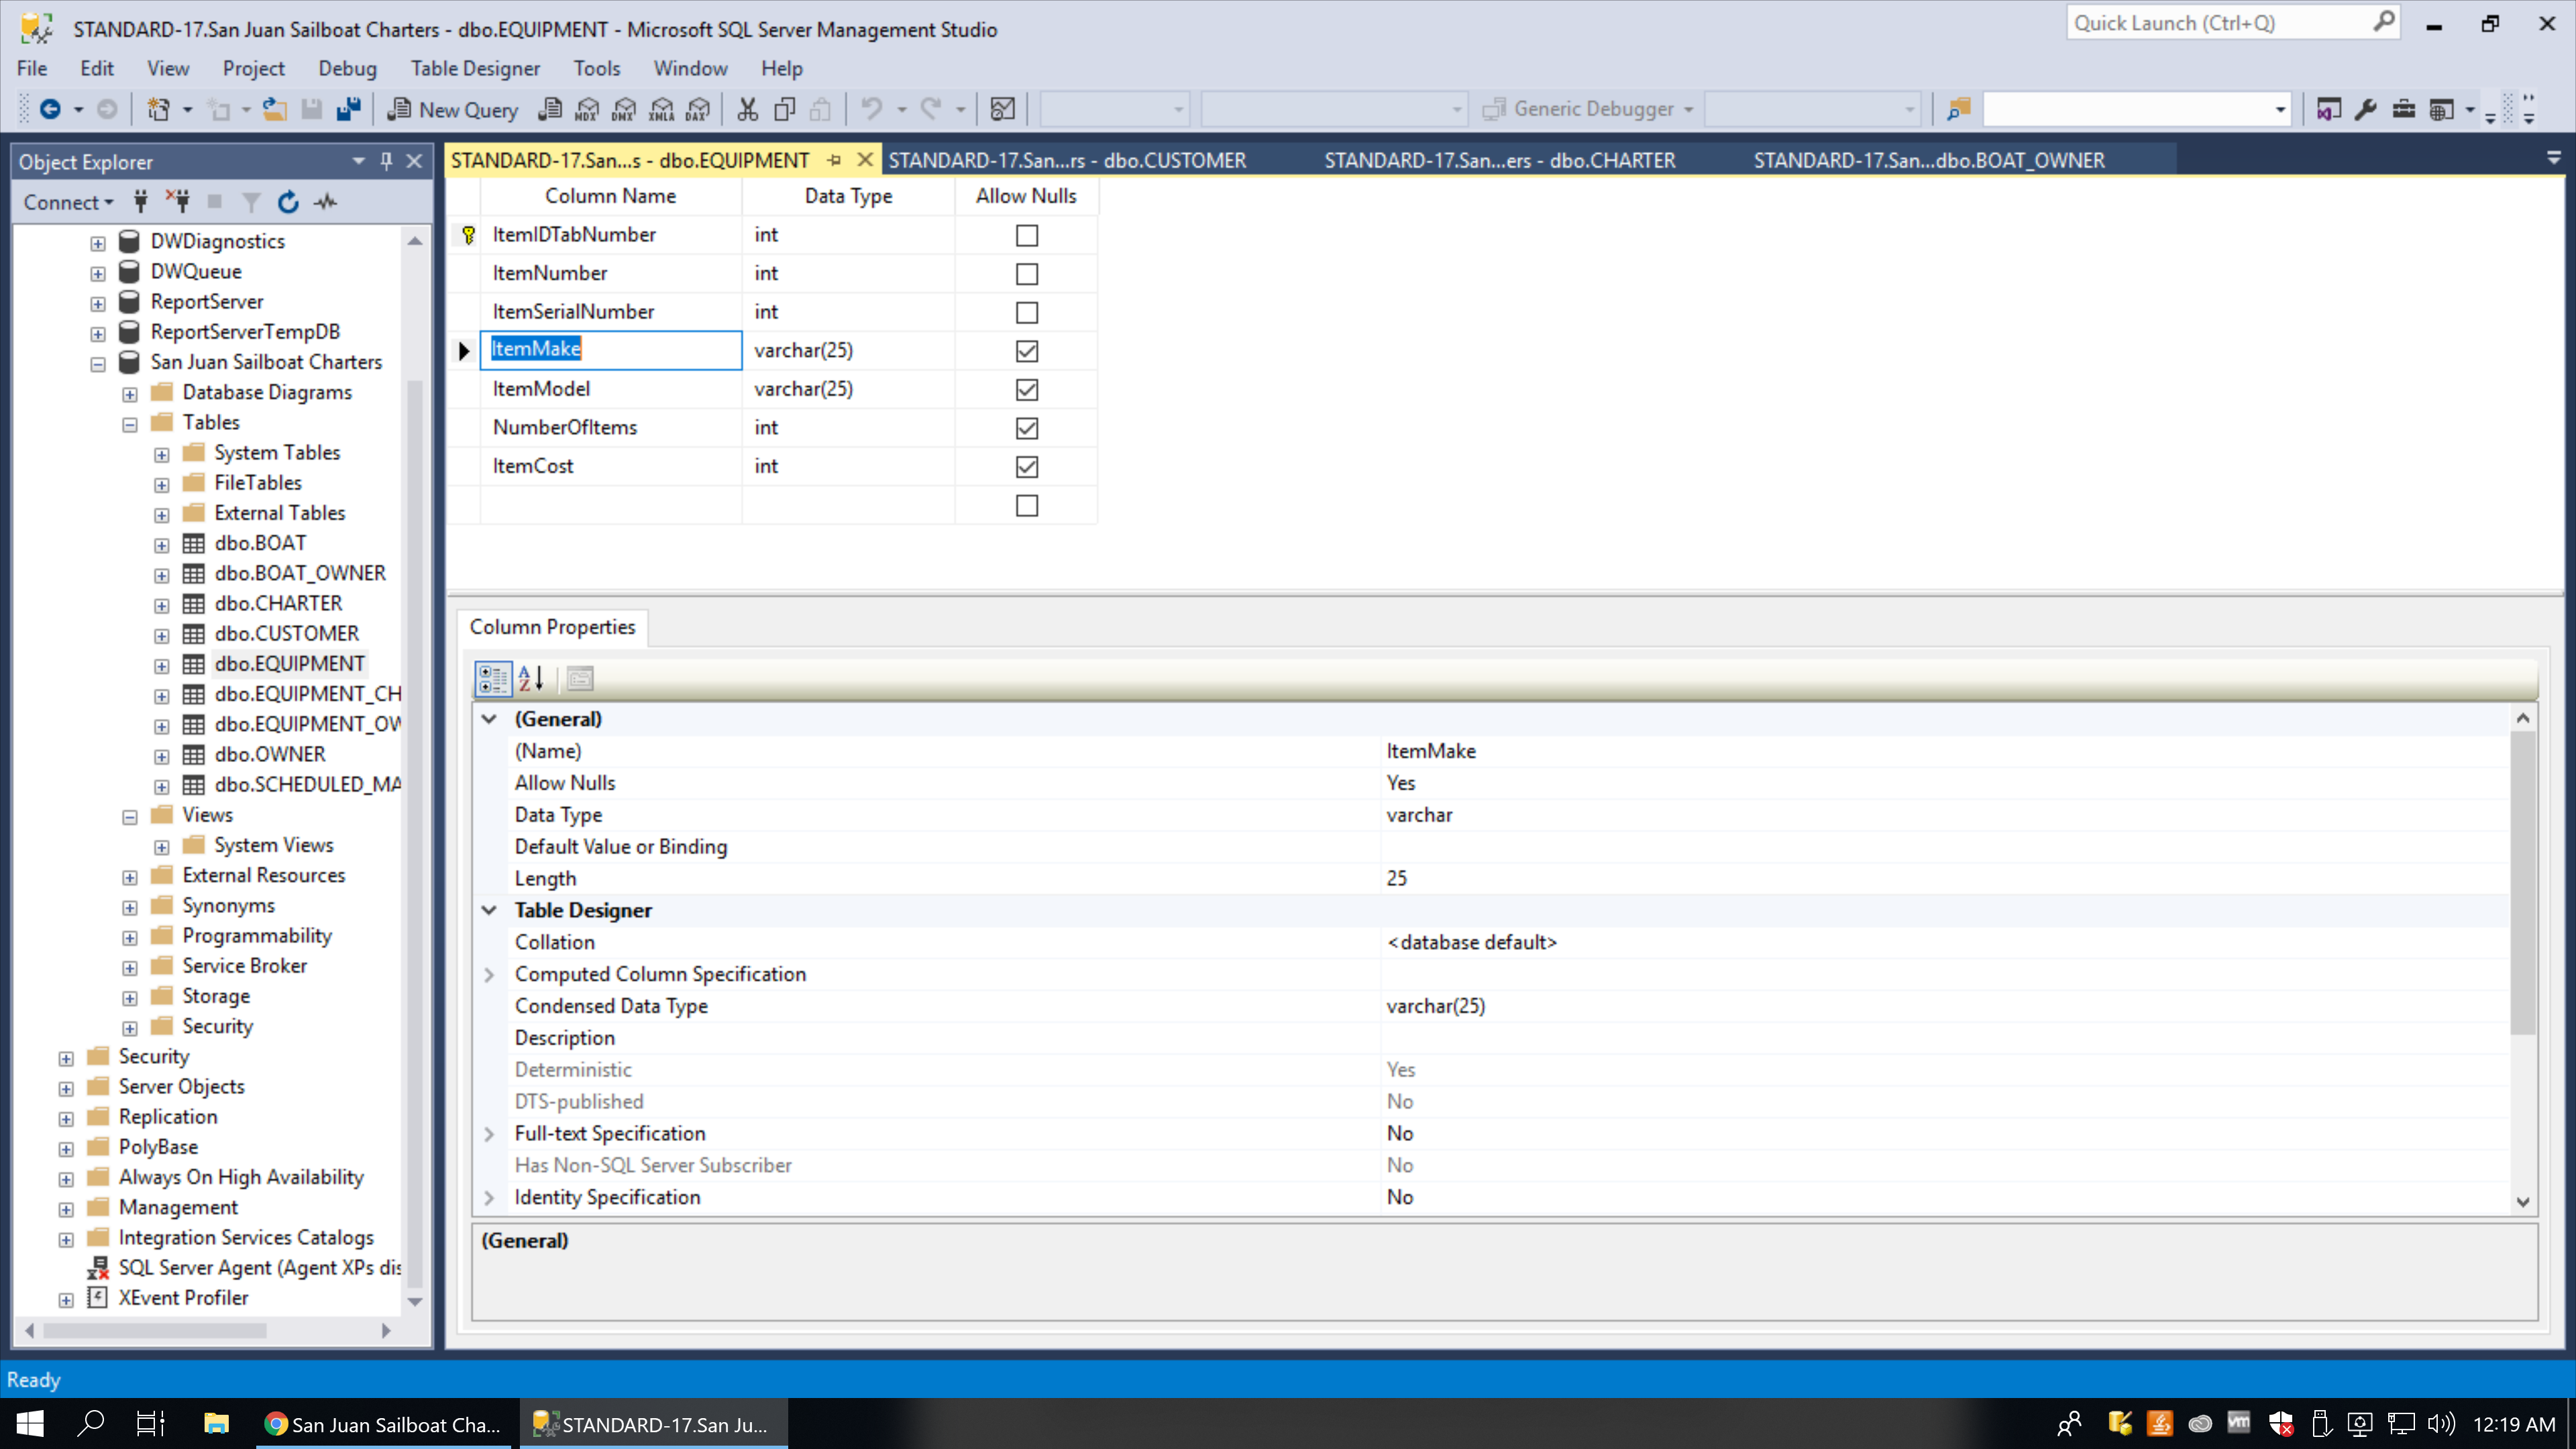 STANDARD-17.San Juan Sailboat Charters - dbo.EQUIPMENT - Microsoft SQL Server Management Studio
Quick Launch (Ctrl+Q)
File Edit View Project Debug Table Designer Tools Window Help
New Query MDX DMX XMLA DAX Generic Debugger
Object Explorer
Connect
DWDiagnostics
DWQueue
ReportServer
ReportServerTempDB
San Juan Sailboat Charters
Database Diagrams
Tables
System Tables
FileTables
External Tables
dbo.BOAT
dbo.BOAT_OWNER
dbo.CHARTER
dbo.CUSTOMER
dbo.EQUIPMENT
dbo.EQUIPMENT_CH
dbo.EQUIPMENT_OW
dbo.OWNER
dbo.SCHEDULED_MA
Views
System Views
External Resources
Synonyms
Programmability
Service Broker
Storage
Security
Security
Server Objects
Replication
PolyBase
Always On High Availability
Management
Integration Services Catalogs
SQL Server Agent (Agent XPs dis
XEvent Profiler
STANDARD-17.San...s - dbo.EQUIPMENT STANDARD-17.San...rs - dbo.CUSTOMER STANDARD-17.San...ers - dbo.CHARTER STANDARD-17.San...dbo.BOAT_OWNER
Column Name Data Type Allow Nulls
ItemIDTabNumber int
ItemNumber int
ItemSerialNumber int
ItemMake varchar(25)
ItemModel varchar(25)
NumberOfItems int
ItemCost int
Column Properties
(General)
(Name) ItemMake
Allow Nulls Yes
Data Type varchar
Default Value or Binding
Length 25
Table Designer
Collation <database default>
Computed Column Specification
Condensed Data Type varchar(25)
Description
Deterministic Yes
DTS-published No
Full-text Specification No
Has Non-SQL Server Subscriber No
Identity Specification No
(General)
Ready
San Juan Sailboat Cha... STANDARD-17.San Ju... vm 12:19 AM